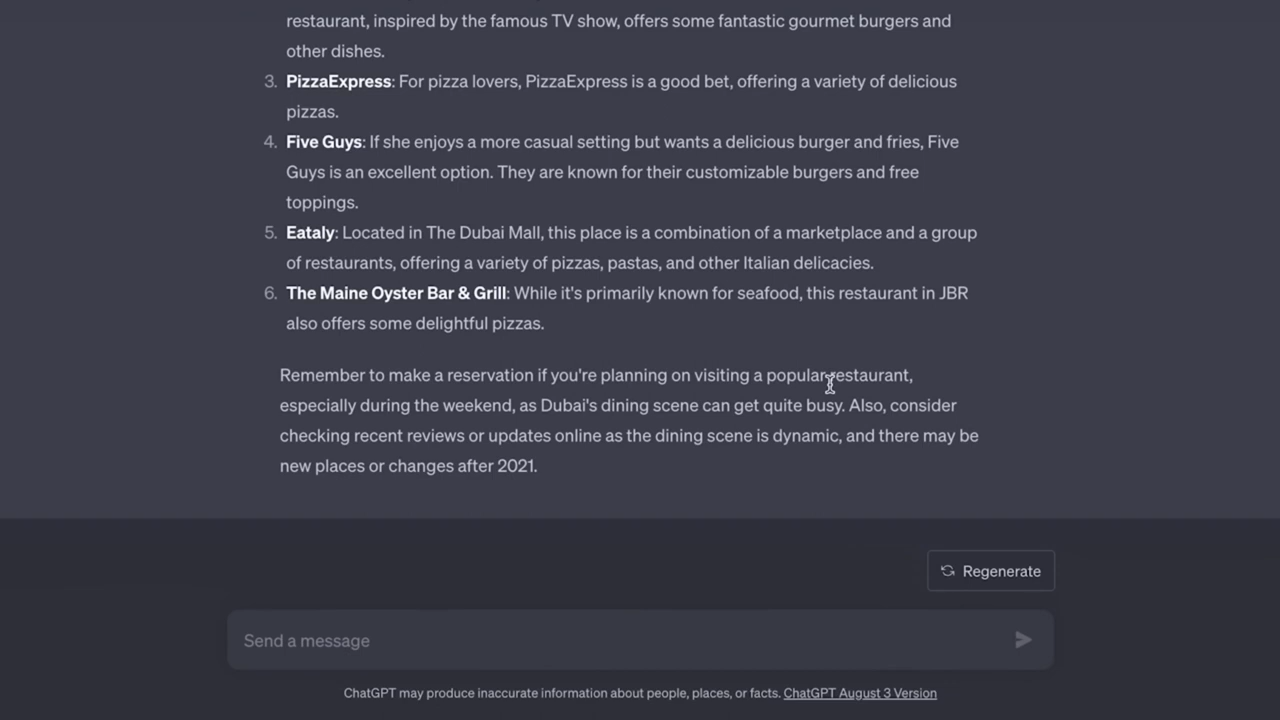 restaurant, inspired by the famous TV show, offers some fantastic gourmet burgers and
other dishes.
3. PizzaExpress: For pizza lovers, PizzaExpress is a good bet, offering a variety of delicious
pizzas.
4. Five Guys: If she enjoys a more casual setting but wants a delicious burger and fries, Five
Guys is an excellent option. They are known for their customizable burgers and free
toppings.
5. Eataly: Located in The Dubai Mall, this place is a combination of a marketplace and a group
of restaurants, offering a variety of pizzas, pastas, and other Italian delicacies.
6. The Maine Oyster Bar & Grill: While it's primarily known for seafood, this restaurant in JBR
also offers some delightful pizzas.
Remember to make a reservation if you're planning on visiting a popular restaurant,
especially during the weekend, as Dubai's dining scene can get quite busy. Also, consider
checking recent reviews or updates online as the dining scene is dynamic, and there may be
new places or changes after 2021.
Regenerate
Send a message
ChatGPT may produce inaccurate information about people, places, or facts. ChatGPT August 3 Version